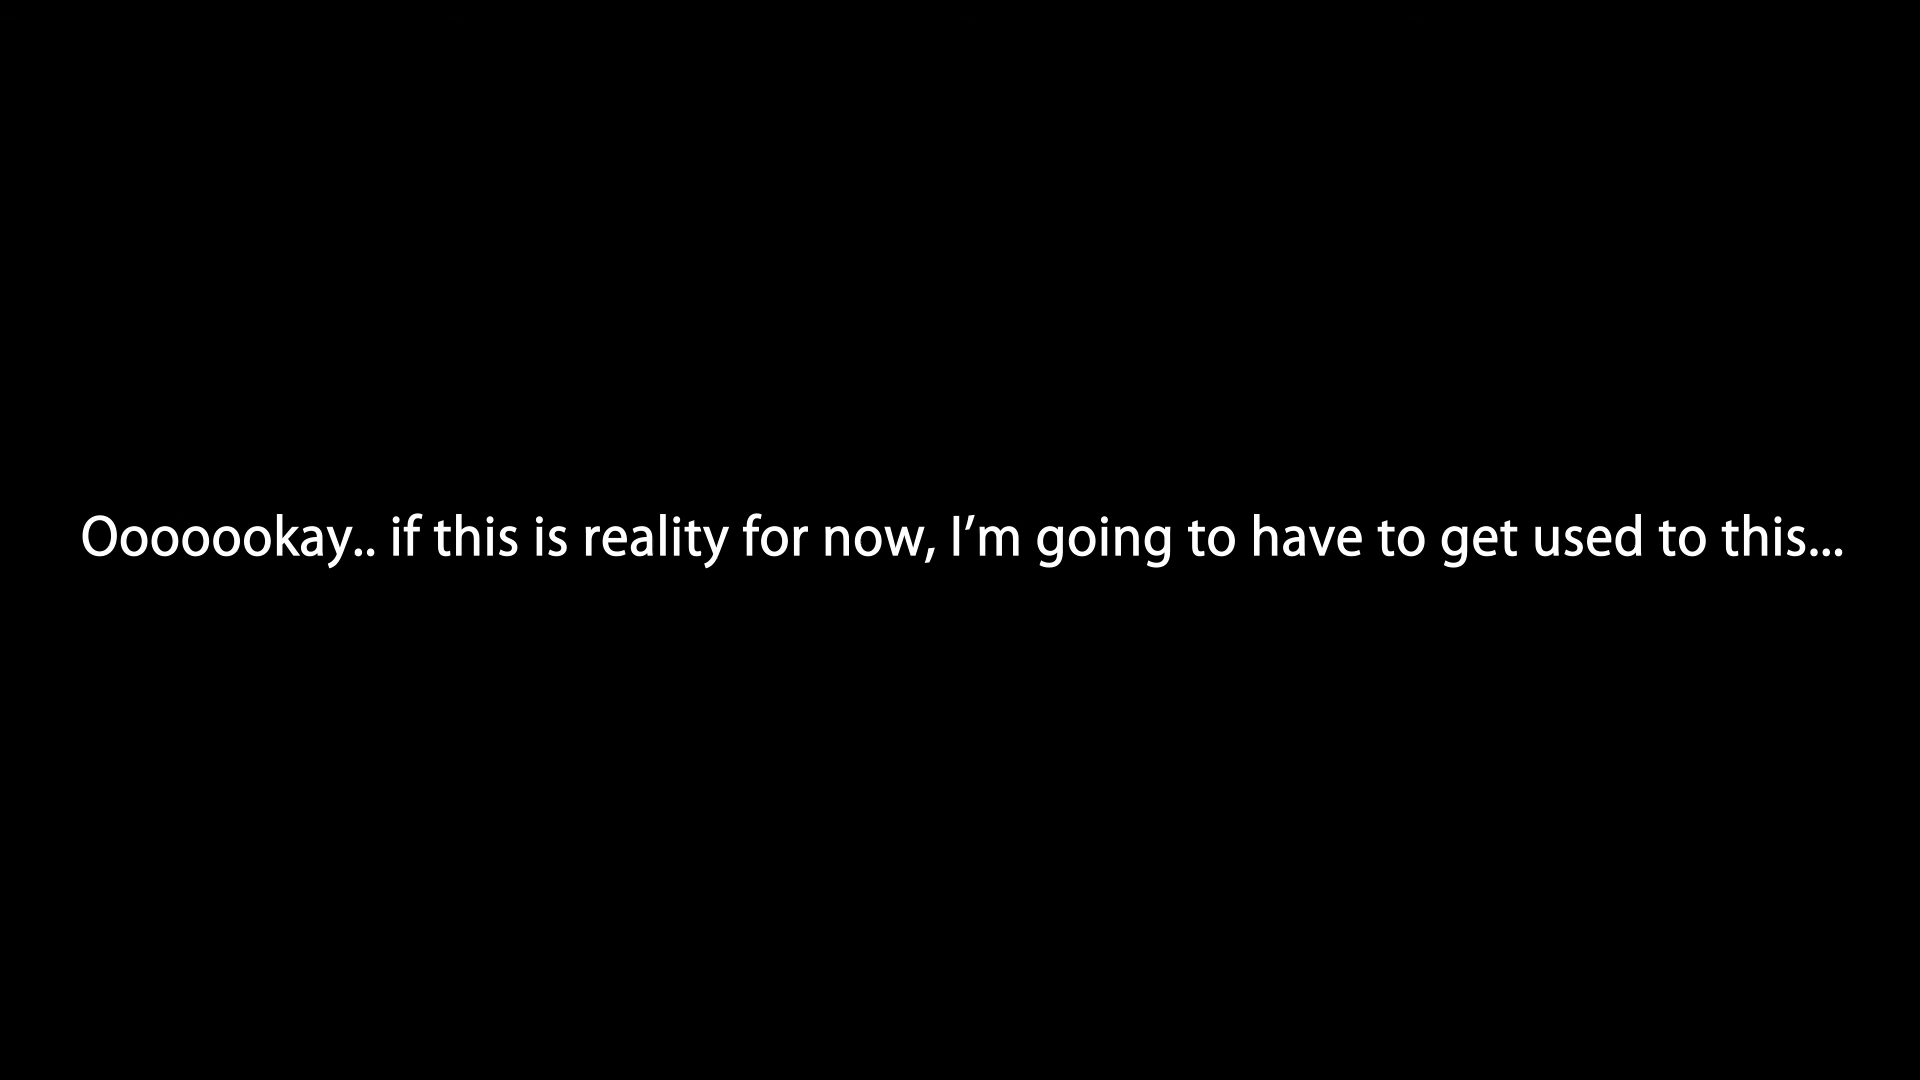 Ooooookay.. if this is reality for now, I’m going to have to get used to this...